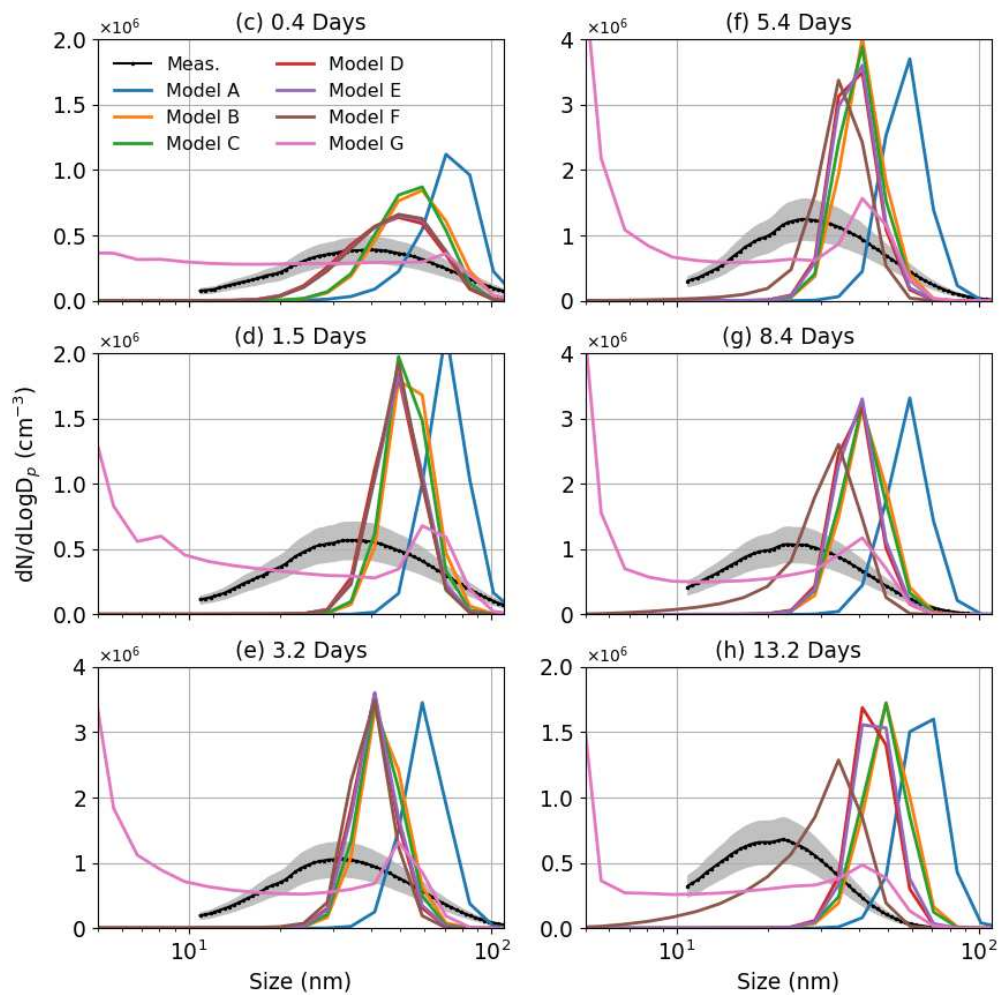 (c) 0.4 Days
×10⁶
2.0
1.5
1.0
0.5
0.0
Meas.
Model A
Model B
Model C
Model D
Model E
Model F
Model G
(f) 5.4 Days
×10⁶
4
3
2
1
0
(d) 1.5 Days
×10⁶
2.0
1.5
1.0
0.5
0.0
(g) 8.4 Days
×10⁶
4
3
2
1
0
dN/dLogDₚ (cm⁻³)
(e) 3.2 Days
×10⁶
4
3
2
1
0
10¹
10²
Size (nm)
(h) 13.2 Days
×10⁶
2.0
1.5
1.0
0.5
0.0
10¹
10²
Size (nm)